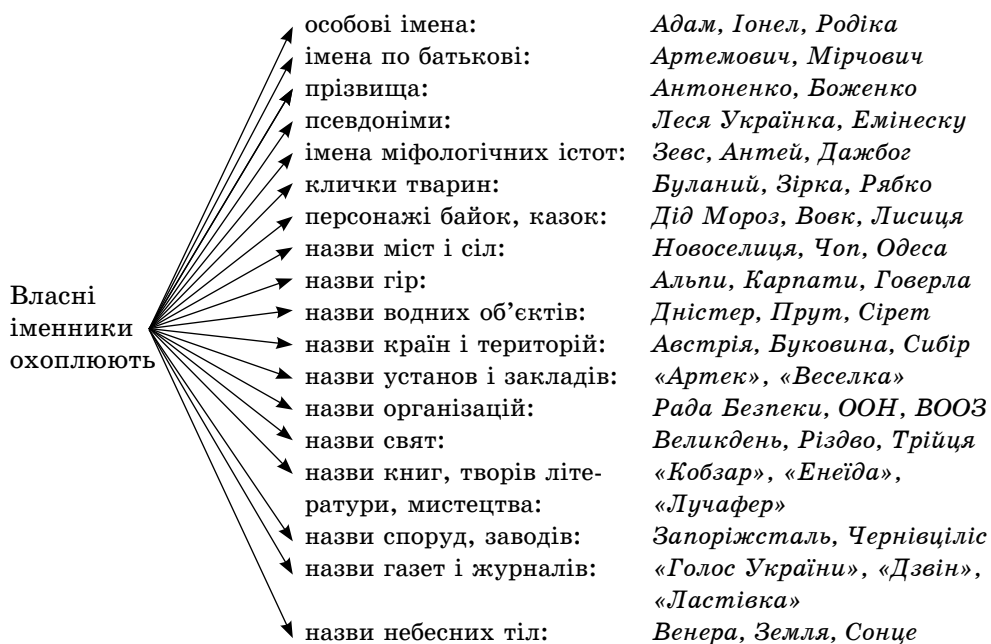 особові імена: Адам, Іонел, Родіка
імена по батькові: Артемович, Мірчович
прізвища: Антоненко, Боженко
псевдоніми: Леся Українка, Емінеску
імена міфологічних істот: Зевс, Антей, Дажбог
клички тварин: Буланий, Зірка, Рябко
персонажі байок, казок: Дід Мороз, Вовк, Лисиця
назви міст і сіл: Новоселиця, Чоп, Одеса
назви гір: Альпи, Карпати, Говерла
Власні
іменники
охоплюють
назви водних об’єктів: Дністер, Прут, Сірет
назви країн і територій: Австрія, Буковина, Сибір
назви установ і закладів: «Артек», «Веселка»
назви організацій: Рада Безпеки, ООН, ВООЗ
назви свят: Великдень, Різдво, Трійця
назви книг, творів літе- «Кобзар», «Енеїда»,
ратури, мистецтва: «Лучафер»
назви споруд, заводів: Запоріжсталь, Чернівціліс
назви газет і журналів: «Голос України», «Дзвін»,
«Ластівка»
назви небесних тіл: Венера, Земля, Сонце